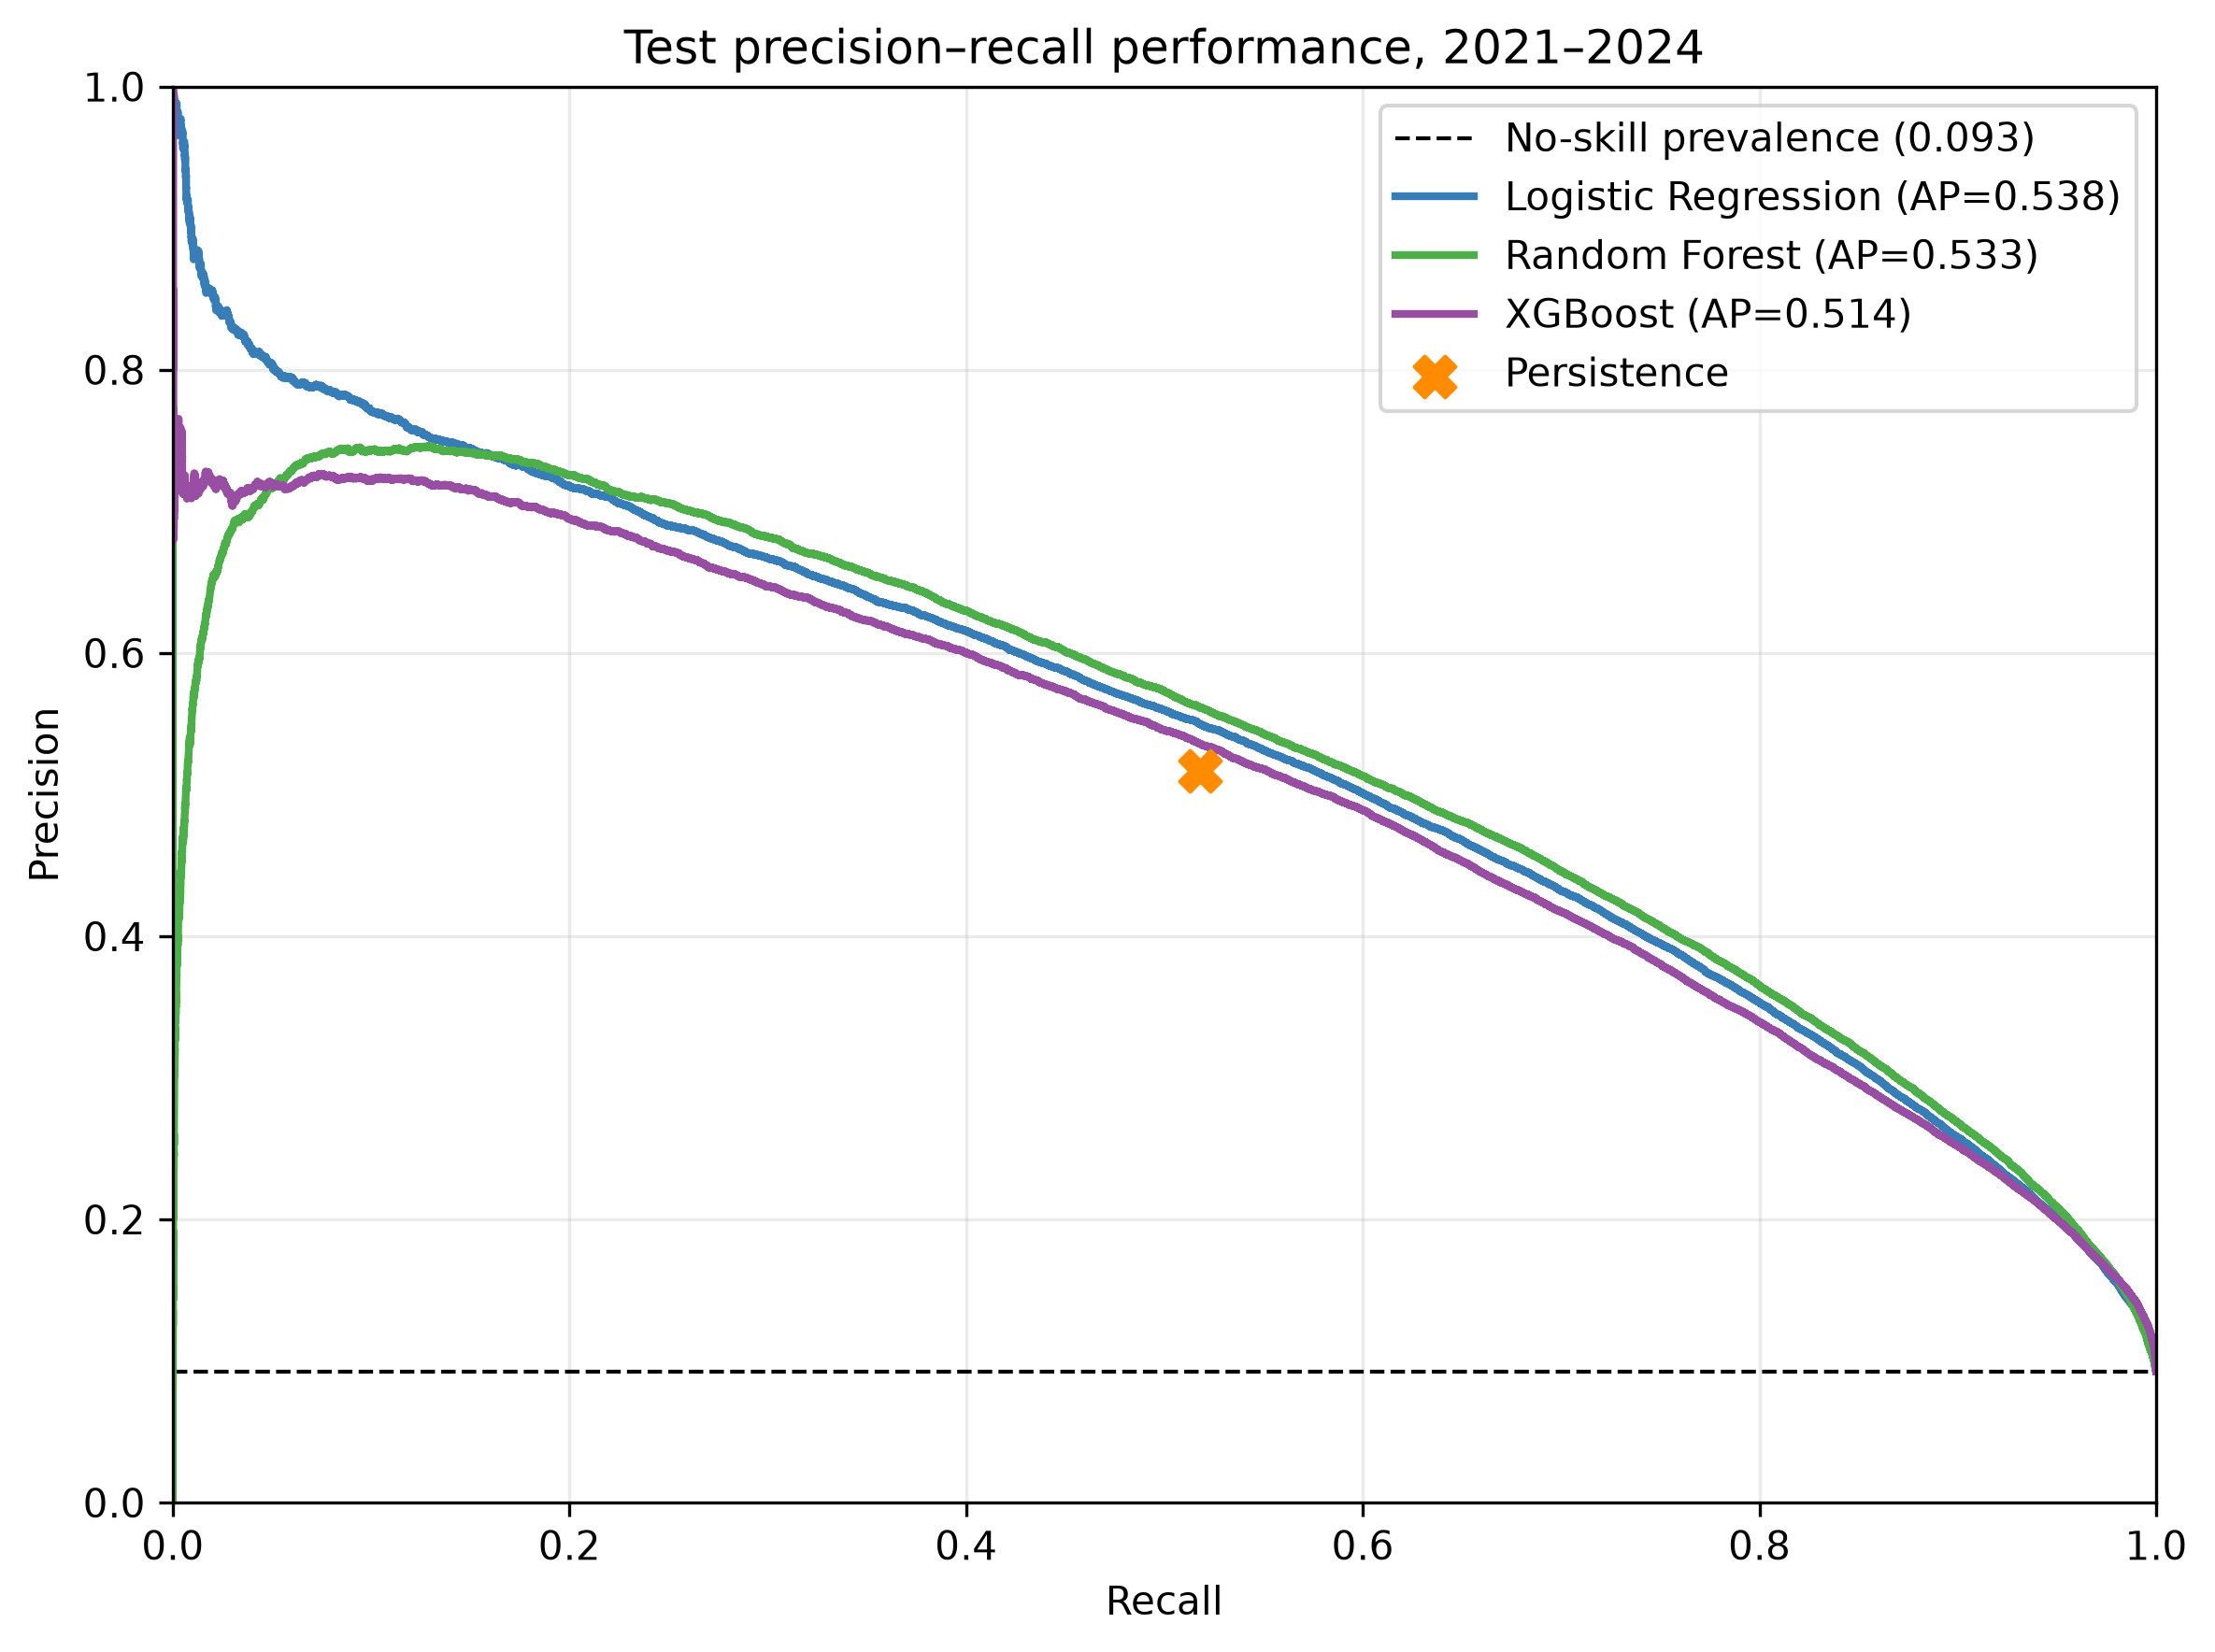 Test precision–recall performance, 2021–2024
No-skill prevalence (0.093)
Logistic Regression (AP=0.538)
Random Forest (AP=0.533)
XGBoost (AP=0.514)
Persistence
Precision
1.0
0.8
0.6
0.4
0.2
0.0
0.0 0.2 0.4 0.6 0.8 1.0
Recall